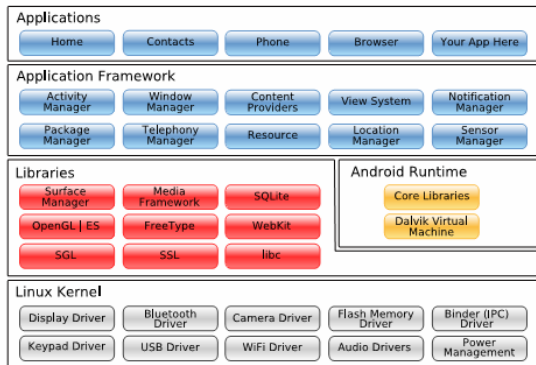 Applications
Home
Contacts
Phone
Browser
Your App Here
Application Framework
Activity
Manager
Window
Manager
Content
Providers
View System
Notification
Manager
Package
Manager
Telephony
Manager
Resource
Location
Manager
Sensor
Manager
Libraries
Surface
Manager
Media
Framework
SQLite
OpenGL | ES
FreeType
WebKit
SGL
SSL
libc
Android Runtime
Core Libraries
Dalvik Virtual
Machine
Linux Kernel
Display Driver
Bluetooth
Driver
Camera Driver
Flash Memory
Driver
Binder (IPC)
Driver
Keypad Driver
USB Driver
WiFi Driver
Audio Drivers
Power
Management